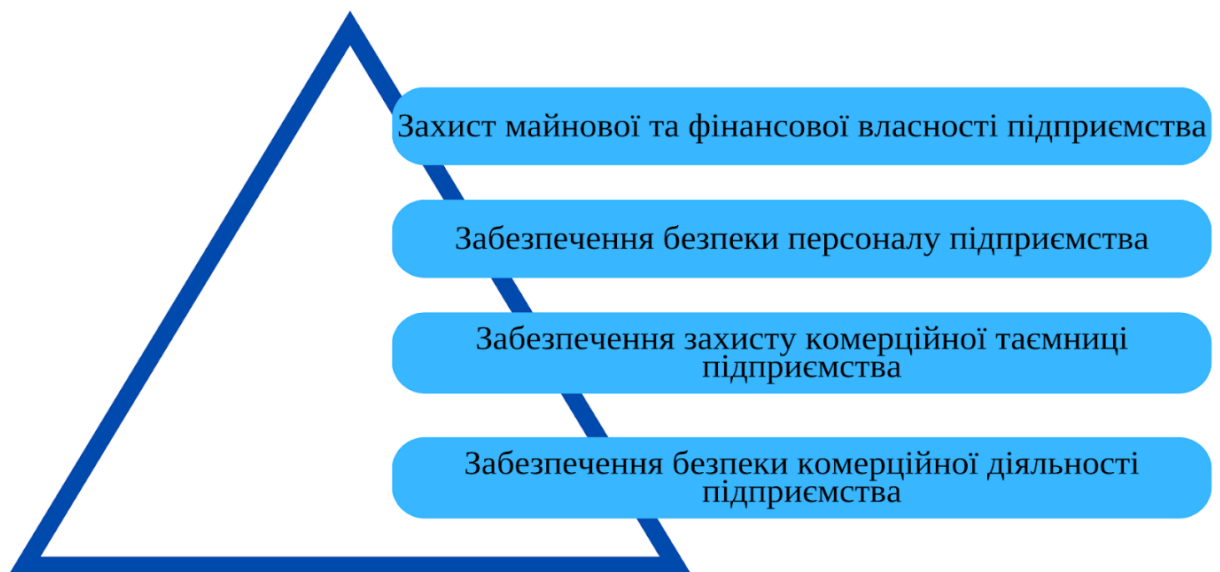 Захист майнової та фінансової власності підприємства
Забезпечення безпеки персоналу підприємства
Забезпечення захисту комерційної таємниці
підприємства
Забезпечення безпеки комерційної діяльності
підприємства